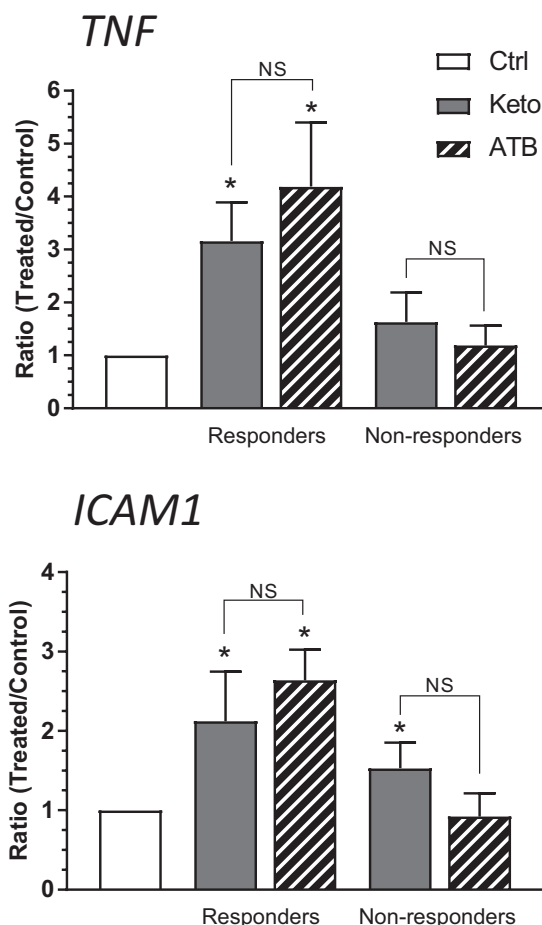 TNF
Ctrl
Keto
ATB
NS
*
*
NS
Ratio (Treated/Control)
6
5
4
3
2
1
0
Responders Non-responders
ICAM1
NS
*
*
NS
*
Ratio (Treated/Control)
4
3
2
1
0
Responders Non-responders